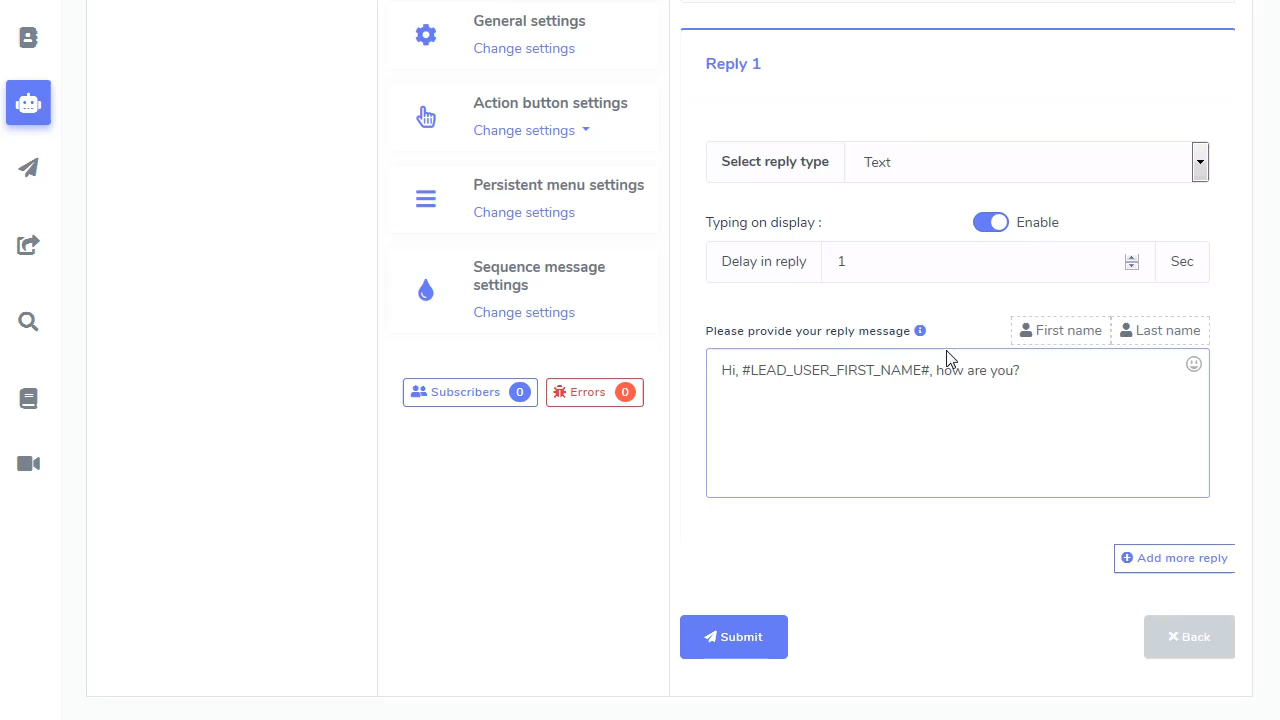 General settings
Change settings
Action button settings
Change settings
Persistent menu settings
Change settings
Sequence message
settings
Change settings
Subscribers 0
Errors 0
Reply 1
Select reply type
Text
Typing on display :
Enable
Delay in reply
1
Sec
Please provide your reply message
First name
Last name
Hi, #LEAD_USER_FIRST_NAME#, how are you?
Add more reply
Submit
Back